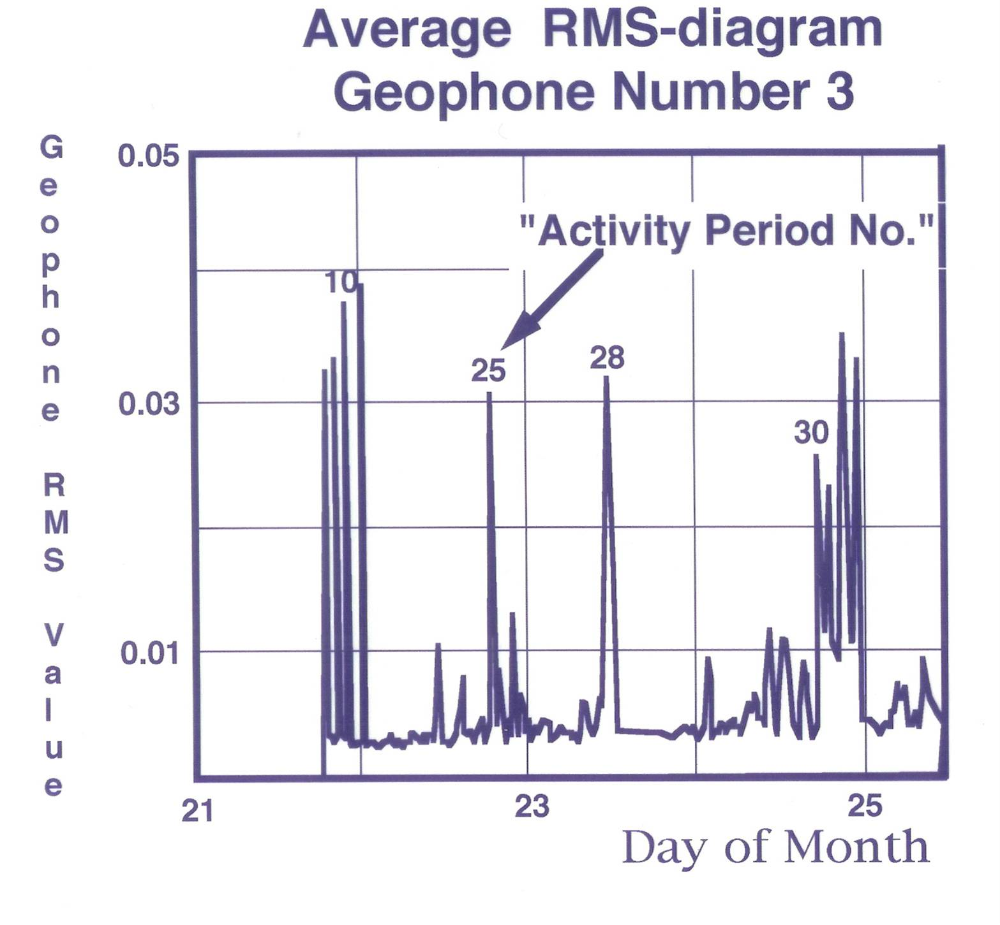 Average RMS-diagram
Geophone Number 3
Geophone RMS Value
0.05
"Activity Period No."
10
28
25
0.03
30
0.01
21
23
25
Day of Month